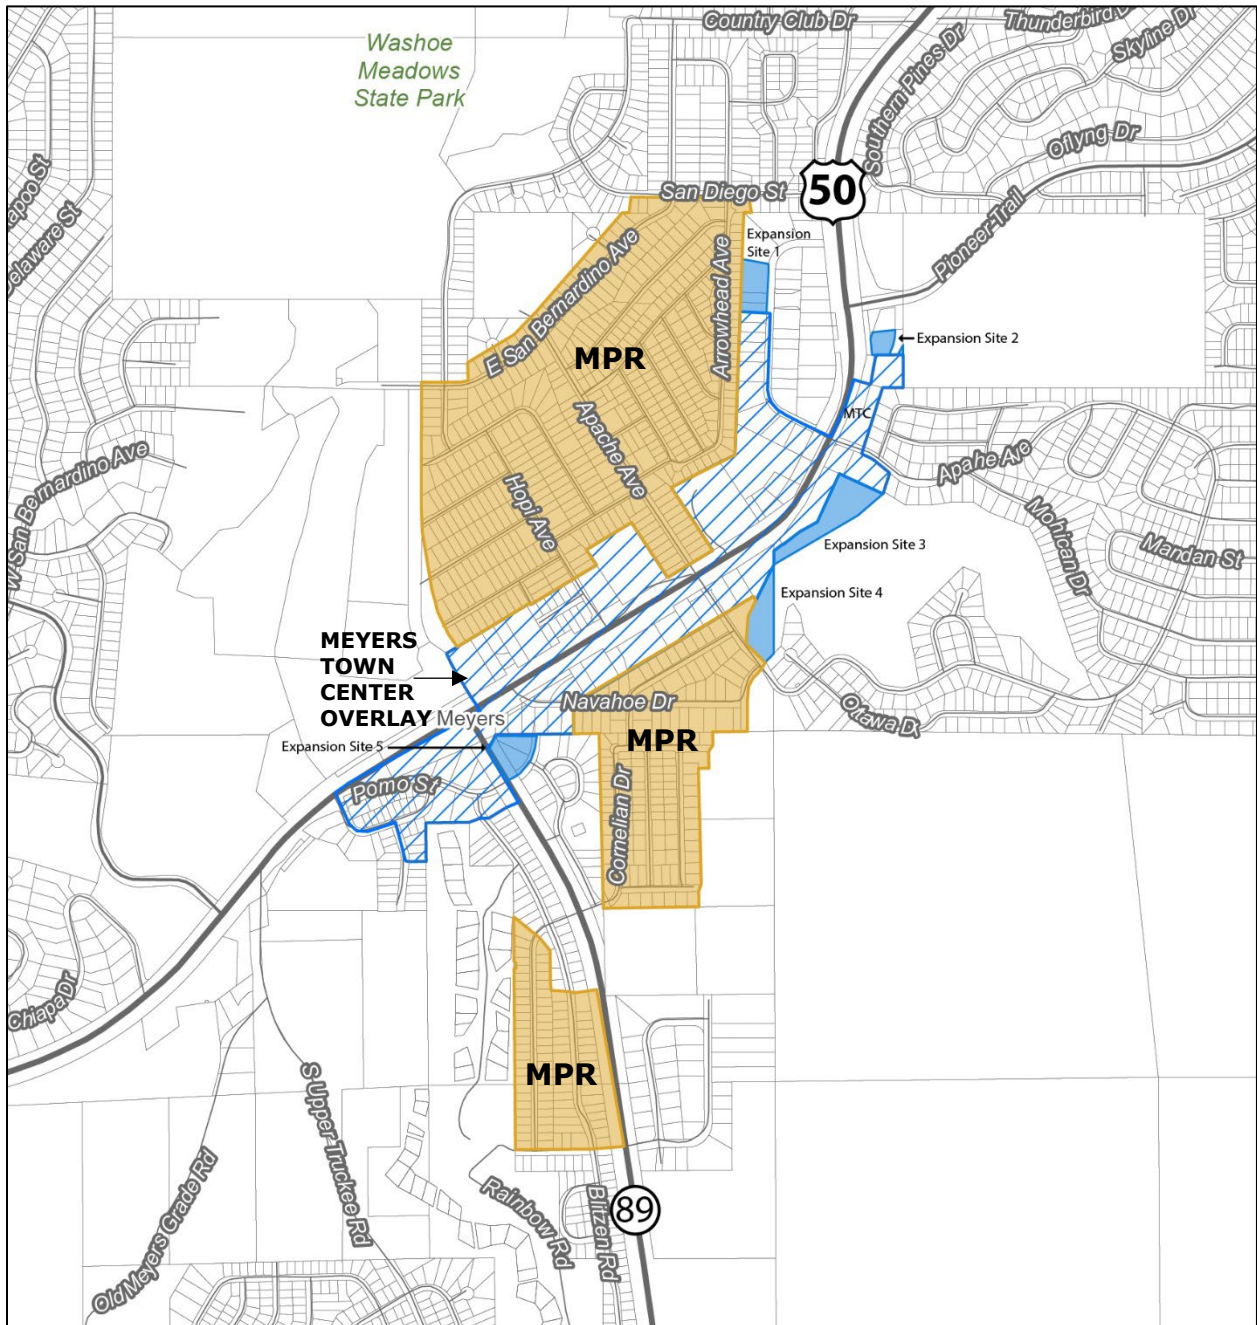 Washoe
Meadows
State Park
Country Club Dr
Thunderbird D
Skyline Dr
Southern Pines Dr
Oflyng Dr
apoo St
Delaware St
San Diego St
50
Pioneer Trail
Expansion
Site 1
E San Bernardino Ave
Arrowhead Ave
MPR
Expansion Site 2
MTC
Apache Ave
Hopi Ave
Apahe Ave
W San Bernardino Ave
Mohican Dr
Mandan St
Expansion Site 3
Expansion Site 4
MEYERS
TOWN
CENTER
OVERLAY
Meyers
Navahoe Dr
Ottawa D
MPR
Expansion Site 5
Pomo St
Cornelian Dr
Chiapa Dr
MPR
S Upper Truckee Rd
Old Meyers Grade Rd
Rainbow Rd
Blitzen Rd
89